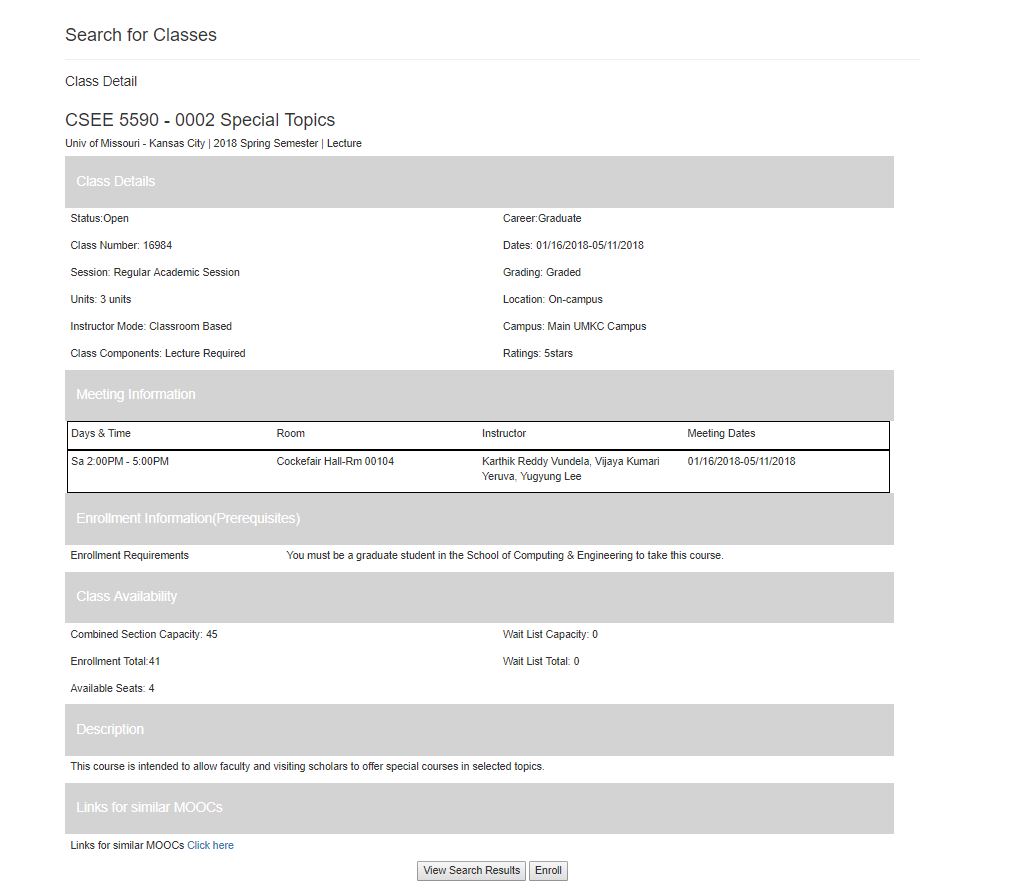 Search for Classes
Class Detail
CSEE 5590 - 0002 Special Topics
Univ of Missouri - Kansas City | 2018 Spring Semester | Lecture
Class Details
Status:Open
Career:Graduate
Class Number: 16984
Dates: 01/16/2018-05/11/2018
Session: Regular Academic Session
Grading: Graded
Units: 3 units
Location: On-campus
Instructor Mode: Classroom Based
Campus: Main UMKC Campus
Class Components: Lecture Required
Ratings: 5stars
Meeting Information
Days & Time Room Instructor Meeting Dates
Sa 2:00PM - 5:00PM Cockefair Hall-Rm 00104 Karthik Reddy Vundela, Vijaya Kumari 01/16/2018-05/11/2018
Yeruva, Yugyung Lee
Enrollment Information(Prerequisites)
Enrollment Requirements You must be a graduate student in the School of Computing & Engineering to take this course.
Class Availability
Combined Section Capacity: 45
Wait List Capacity: 0
Enrollment Total:41
Wait List Total: 0
Available Seats: 4
Description
This course is intended to allow faculty and visiting scholars to offer special courses in selected topics.
Links for similar MOOCs
Links for similar MOOCs Click here
View Search Results Enroll